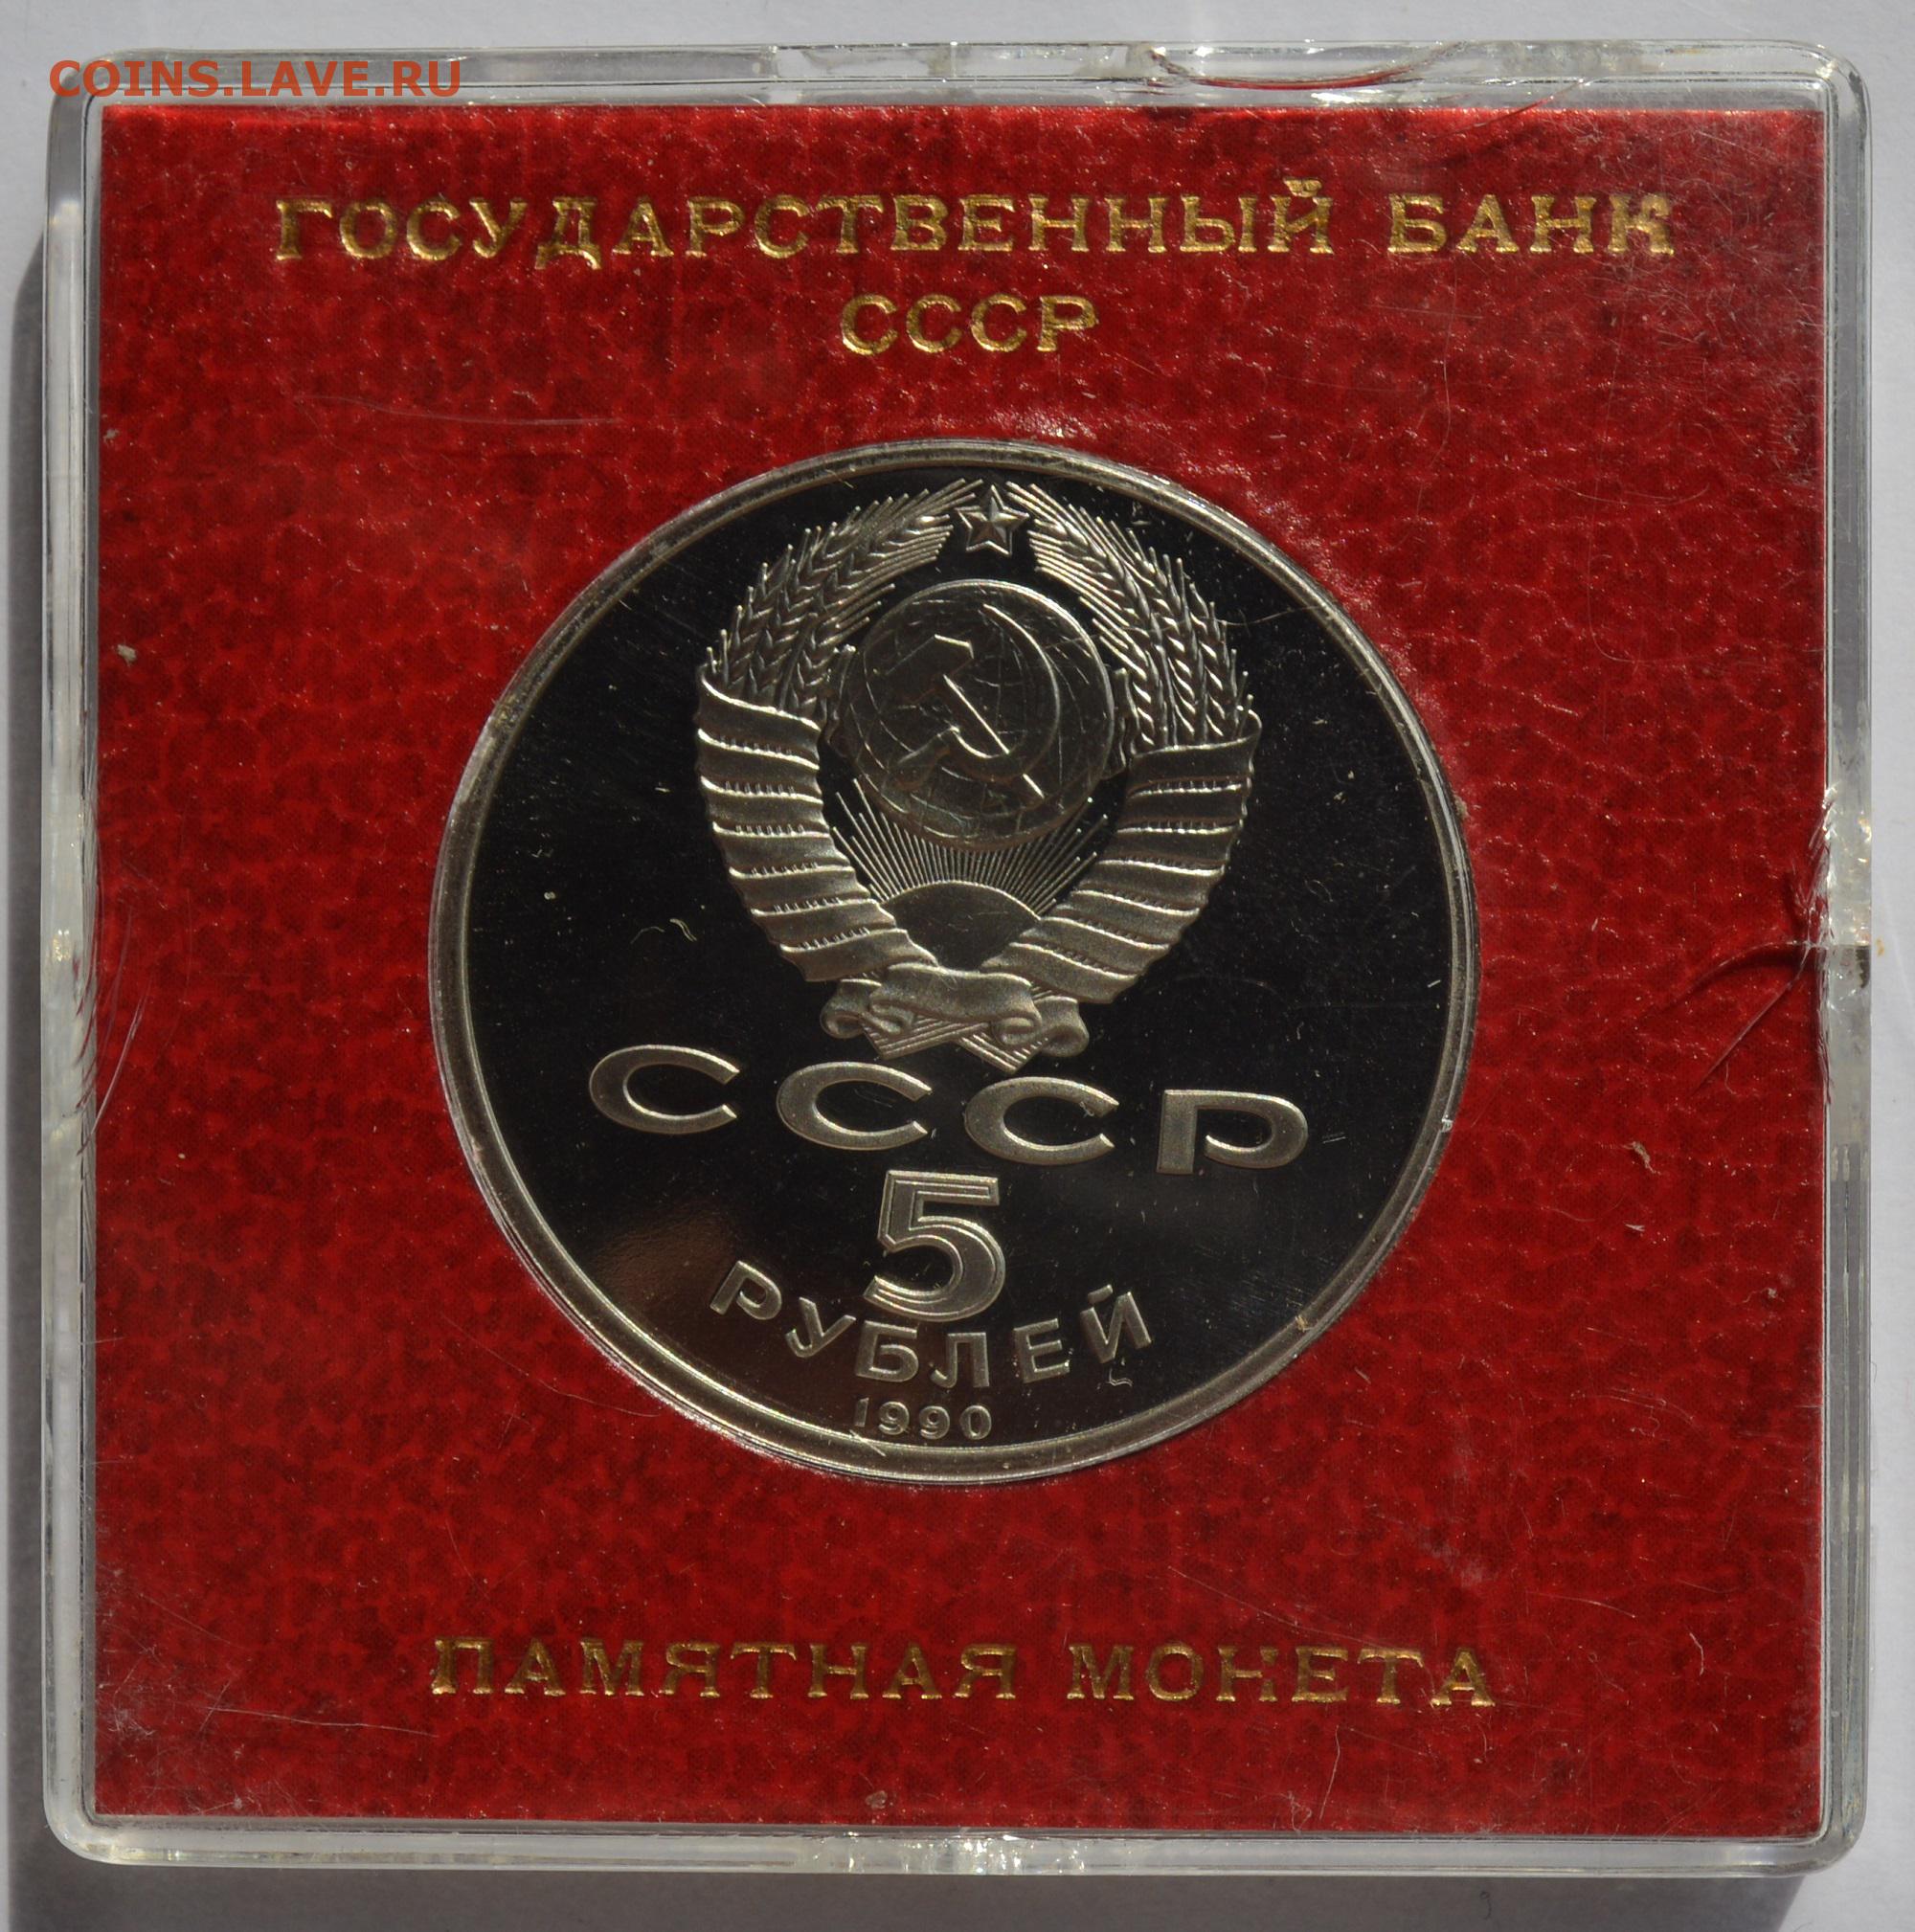 COINS.LAVE.RU
ГОСУДАРСТВЕННЫЙ БАНК
СССР
СССР
5
РУБЛЕЙ
1990
ПАМЯТНАЯ МОНЕТА